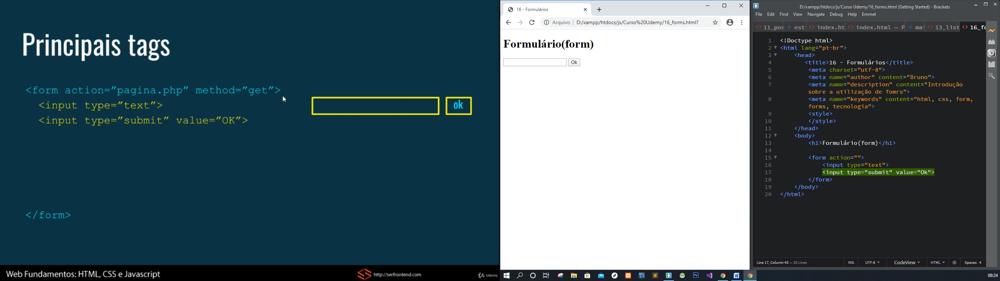 Principais tags
<form action="pagina.php" method="get">
<input type="text">
<input type="submit" value="OK">
</form>
ok
Web Fundamentos: HTML, CSS e Javascript
http://serfrontend.com
Udemy
16 - Formulários
Arquivo
D:/xampp/htdocs/js/Curso%20Udemy/16_forms.html?
Formulário(form)
Ok
D:/xampp/htdocs/js/Curso Udemy/16_forms.html (Getting Started) - Brackets
File Edit Find View Navigate Debug Help Emmet
<> 11_pos # est <> index.ht <> index.html — P # mai <> 13_list <> 16_fo
1 <!Doctype html>
2 <html lang="pt-br">
3 <head>
4 <title>16 - Formulários</title>
5 <meta charset="utf-8">
6 <meta name="author" content="Bruno">
7 <meta name="description" content="Introdução
sobre a utilização de fomrs">
8 <meta name="keywords" content="html, css, form,
forms, tecnologia">
9 <style>
10 </style>
11 </head>
12 <body>
13 <h1>Formulário(form)</h1>
14
15 <form action="">
16 <input type="text">
17 <input type="submit" value="Ok">
18 </form>
19 </body>
20 </html>
Line 17, Column 43 — 20 Lines
INS UTF-8 CodeView HTML Spaces: 4
08:24